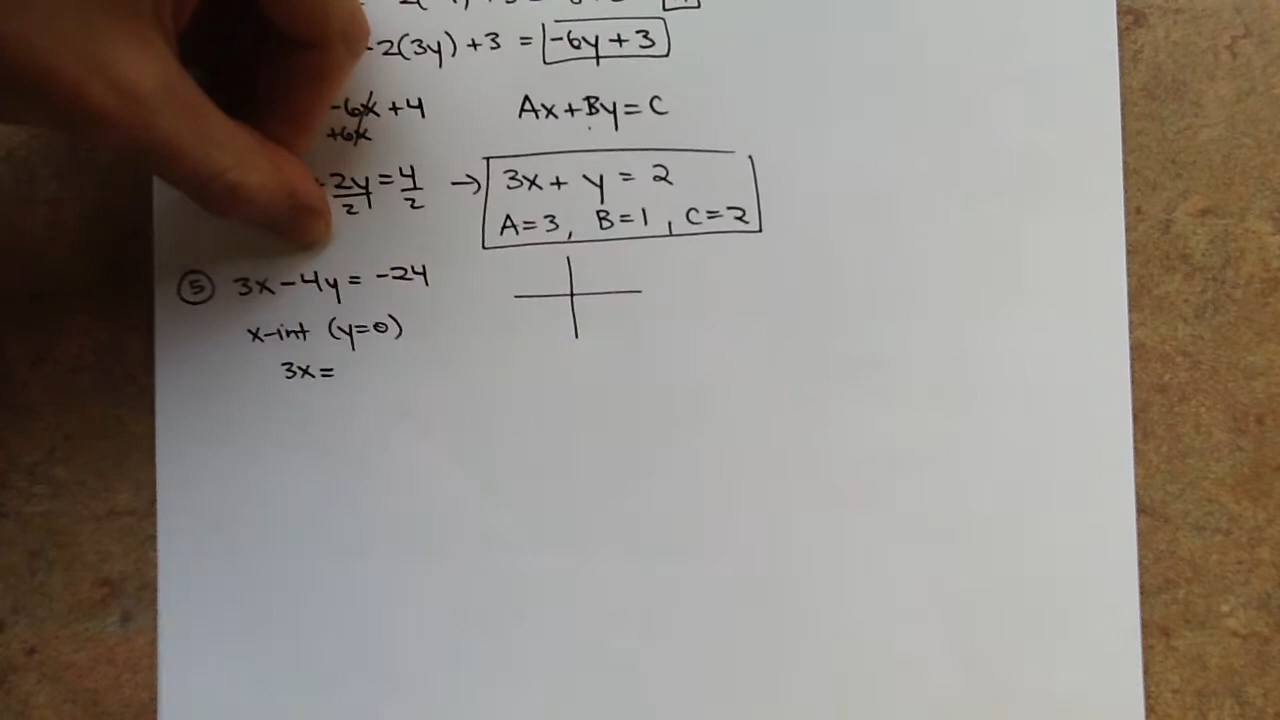 -2(3y) +3 = -6y + 3
-6x +4 Ax+By=C
+6x
2y = 4 → 3x + y = 2
2 2 A=3, B=1, C=2
⑤ 3x-4y = -24
x-int (y=0)
3x=